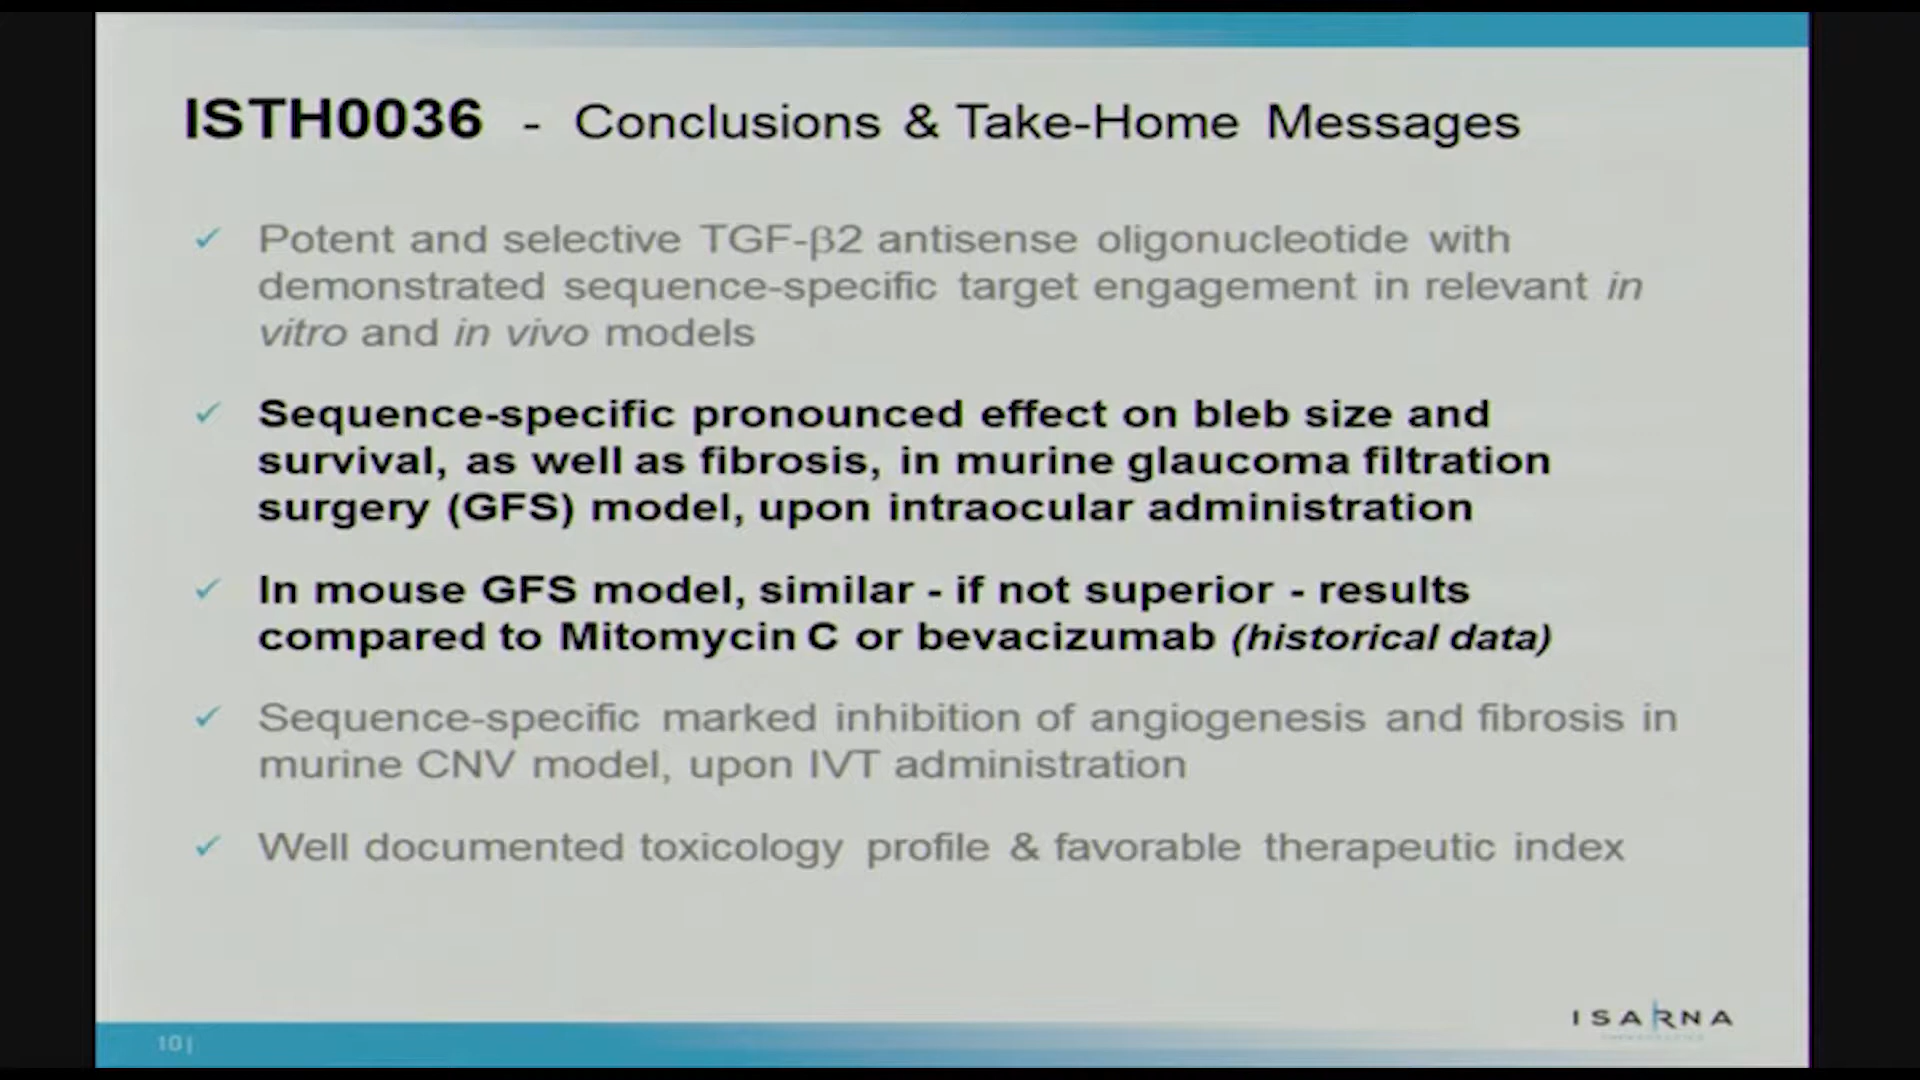 ISTH0036 - Conclusions & Take-Home Messages
✓ Potent and selective TGF-β2 antisense oligonucleotide with
demonstrated sequence-specific target engagement in relevant in
vitro and in vivo models
✓ Sequence-specific pronounced effect on bleb size and
survival, as well as fibrosis, in murine glaucoma filtration
surgery (GFS) model, upon intraocular administration
✓ In mouse GFS model, similar - if not superior - results
compared to Mitomycin C or bevacizumab (historical data)
✓ Sequence-specific marked inhibition of angiogenesis and fibrosis in
murine CNV model, upon IVT administration
✓ Well documented toxicology profile & favorable therapeutic index
ISARNA
10 |